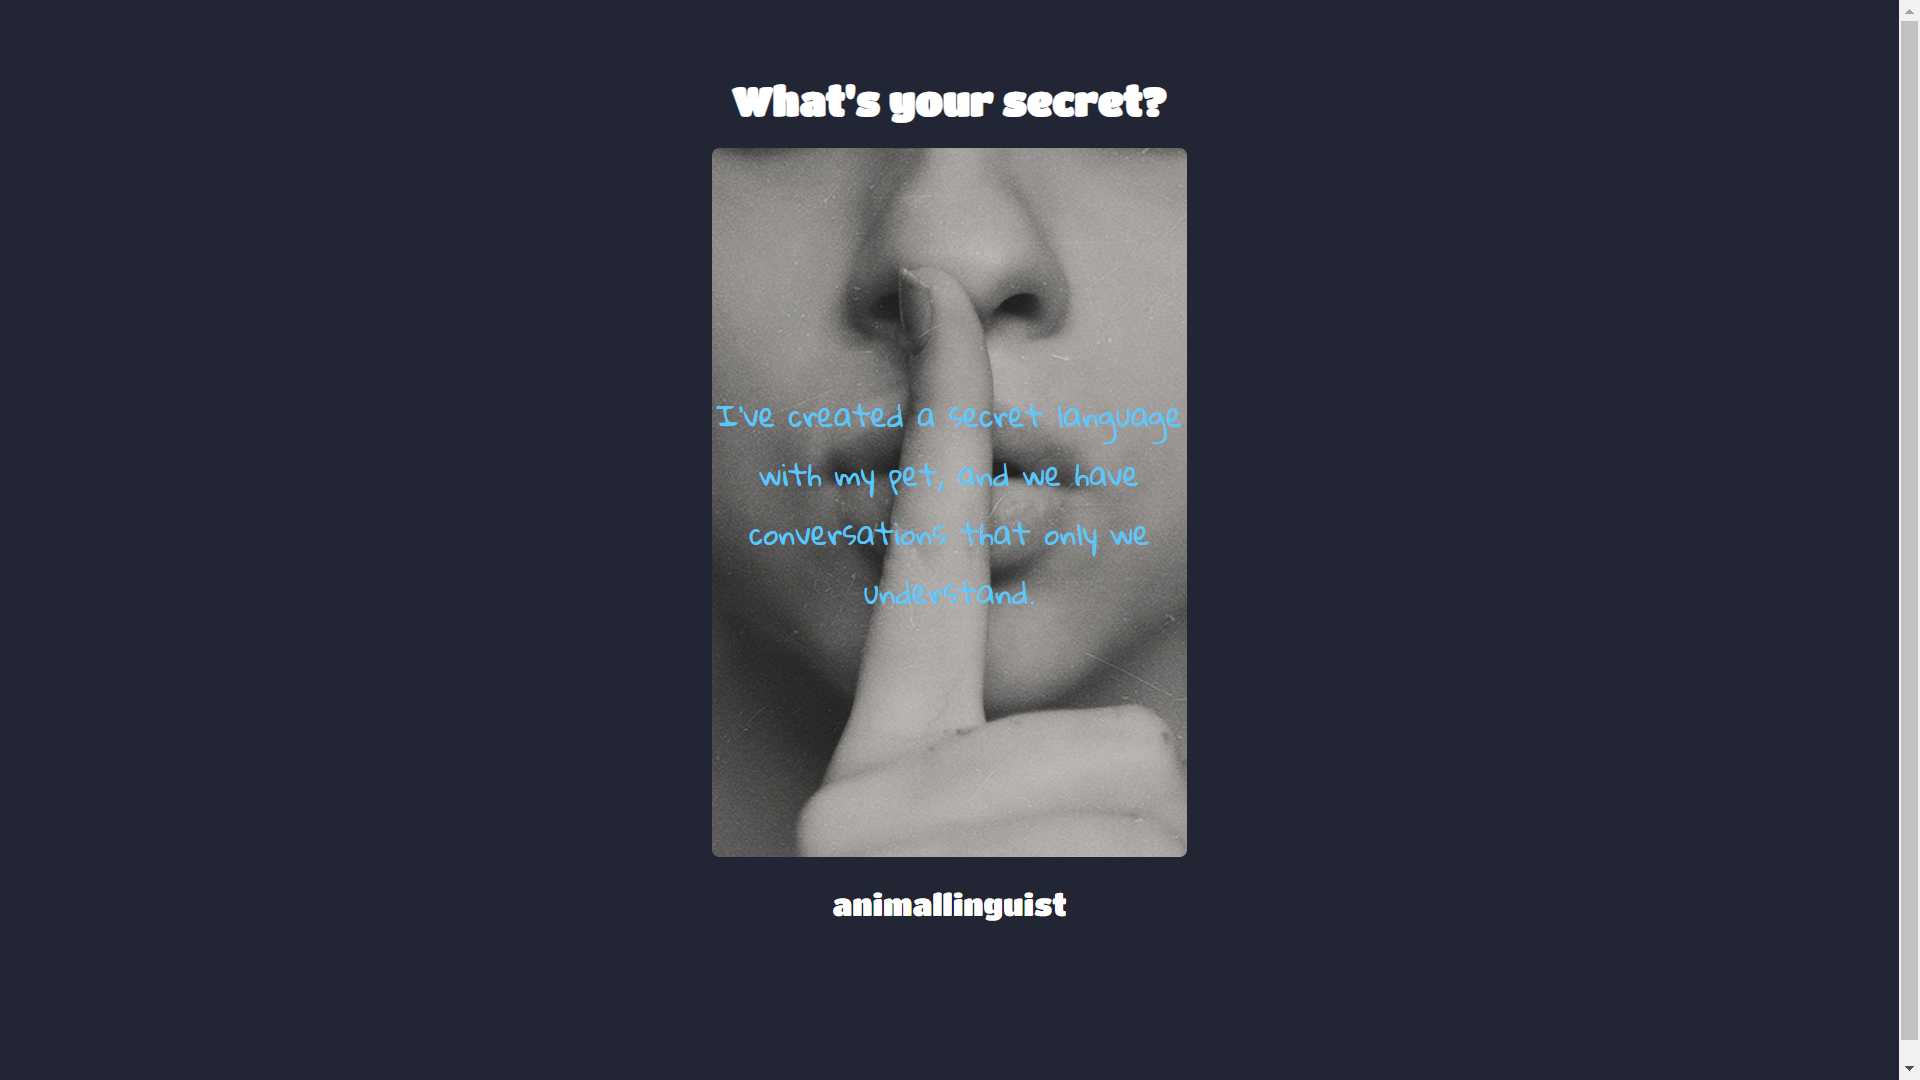 What's your secret?
I've created a secret language
with my pet, and we have
conversations that only we
understand.
animallinguist